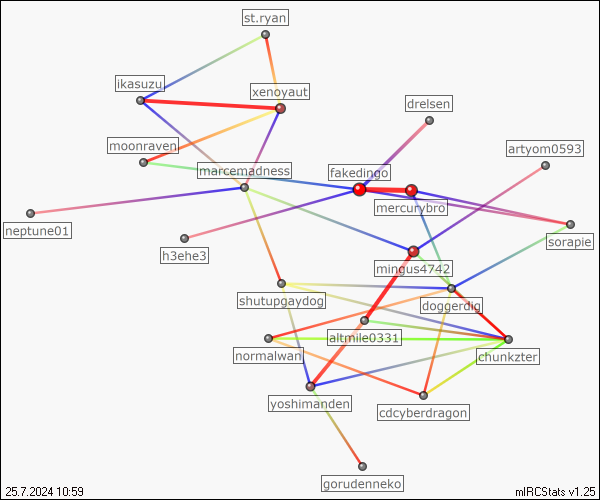 st.ryan
ikasuzu
xenoyaut
drelsen
moonraven
artyom0593
marcemadness
fakedingo
mercurybro
neptune01
sorapie
h3ehe3
mingus4742
shutupgaydog
doggerdig
altmile0331
normalwan
chunkzter
yoshimanden
cdcyberdragon
gorudenneko
25.7.2024 10:59
mIRCStats v1.25